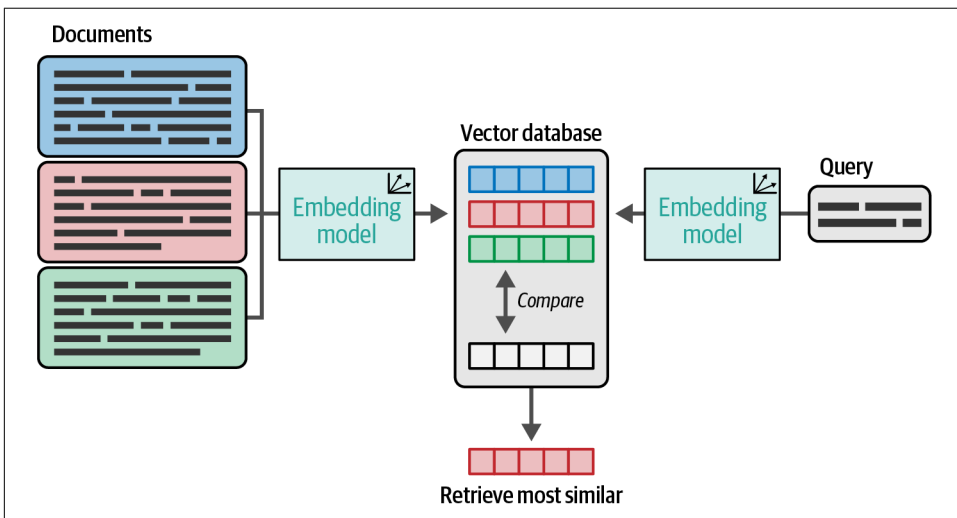 Documents
Vector database
Query
Embedding
model
Embedding
model
Compare
Retrieve most similar